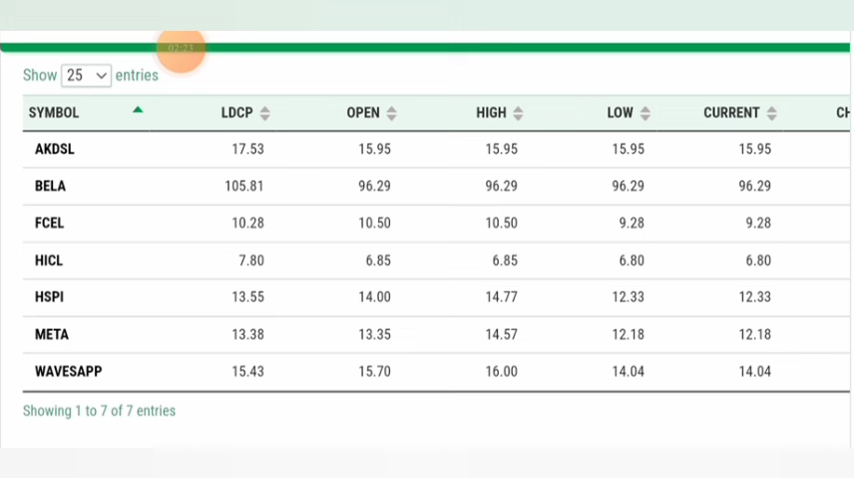 02:23
Show 25 entries
SYMBOL LDCP OPEN HIGH LOW CURRENT CH
AKDSL 17.53 15.95 15.95 15.95 15.95
BELA 105.81 96.29 96.29 96.29 96.29
FCEL 10.28 10.50 10.50 9.28 9.28
HICL 7.80 6.85 6.85 6.80 6.80
HSPI 13.55 14.00 14.77 12.33 12.33
META 13.38 13.35 14.57 12.18 12.18
WAVESAPP 15.43 15.70 16.00 14.04 14.04
Showing 1 to 7 of 7 entries